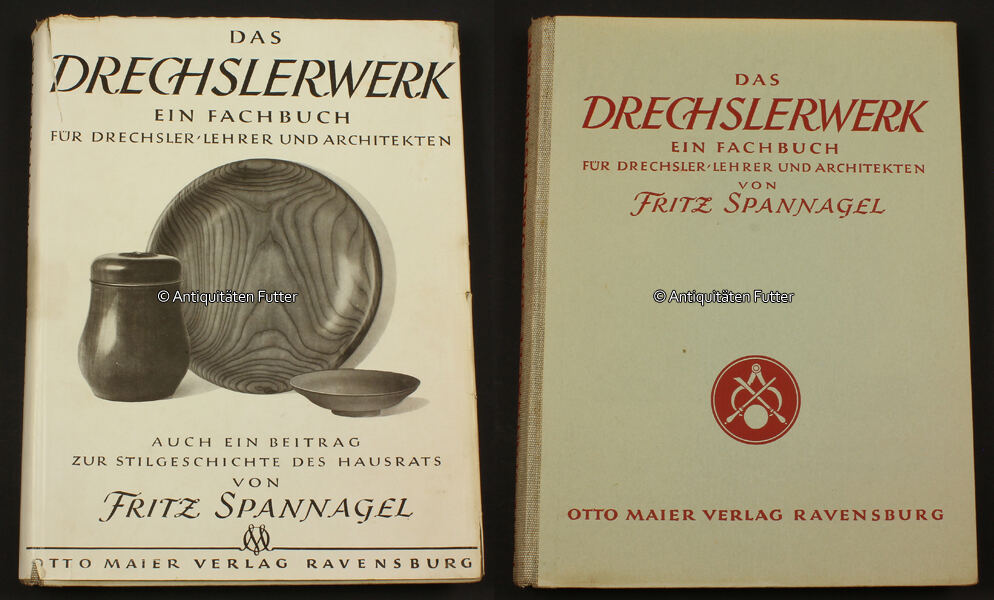 DAS
DRECHSLERWERK
EIN FACHBUCH
FÜR DRECHSLER, LEHRER UND ARCHITEKTEN
© Antiquitäten Futter
AUCH EIN BEITRAG
ZUR STILGESCHICHTE DES HAUSRATS
VON
FRITZ SPANNAGEL
OTTO MAIER VERLAG RAVENSBURG
DAS
DRECHSLERWERK
EIN FACHBUCH
FÜR DRECHSLER, LEHRER UND ARCHITEKTEN
VON
FRITZ SPANNAGEL
© Antiquitäten Futter
OTTO MAIER VERLAG RAVENSBURG